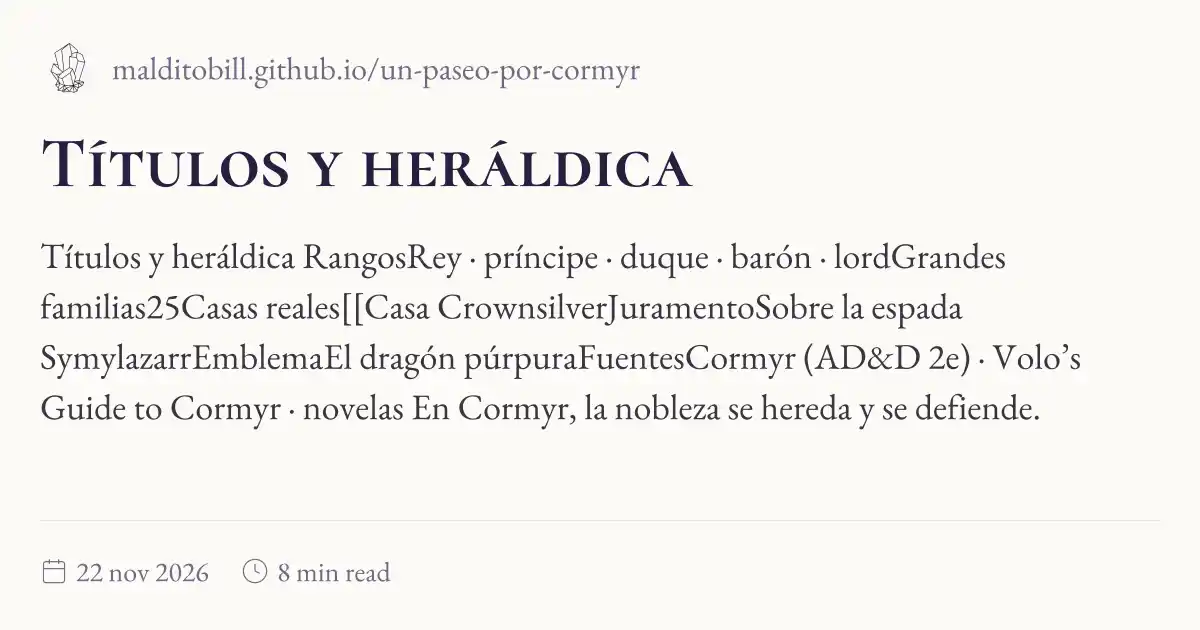 malditobill.github.io/un-paseo-por-cormyr
Títulos y heráldica
Títulos y heráldica RangosRey · príncipe · duque · barón · lordGrandes
familias25Casas reales[[Casa CrownsilverJuramentoSobre la espada
SymylazarrEmblemaEl dragón púrpuraFuentesCormyr (AD&D 2e) · Volo’s
Guide to Cormyr · novelas En Cormyr, la nobleza se hereda y se defiende.
22 nov 2026 8 min read